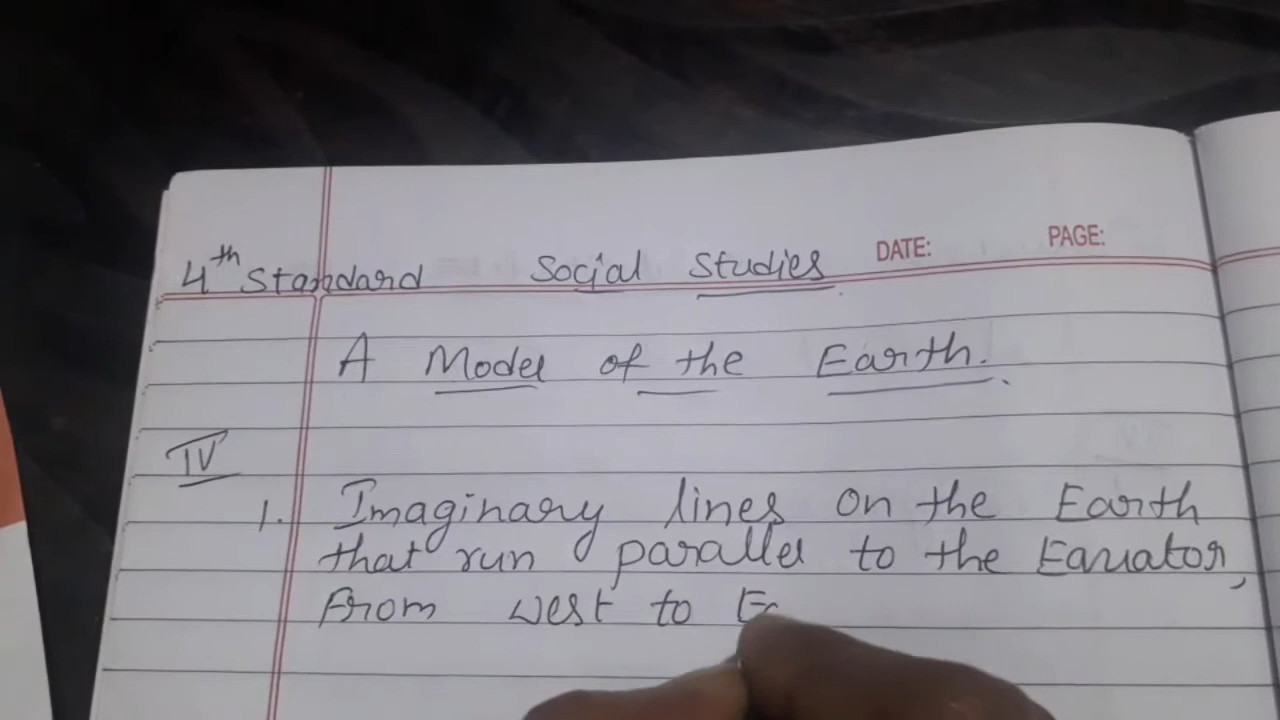 DATE: PAGE:
4th Standard Social Studies
A Model of the Earth.
IV
1. Imaginary lines on the Earth
that run parallel to the Equator,
From west to